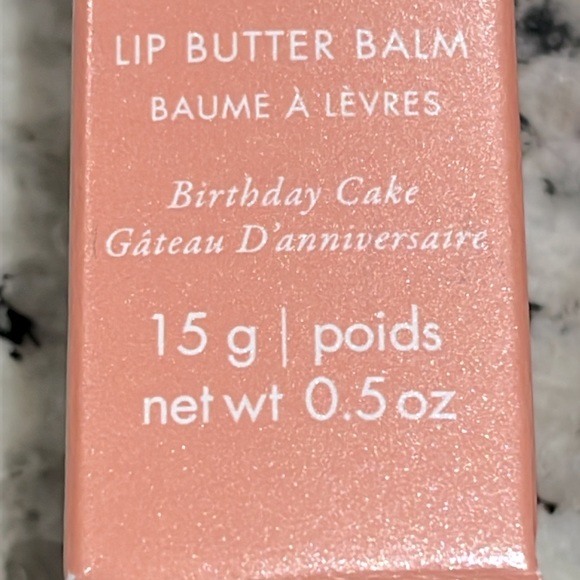 LIP BUTTER BALM
BAUME À LÈVRES
Birthday Cake
Gâteau D'anniversaire
15 g | poids
net wt 0.5 oz